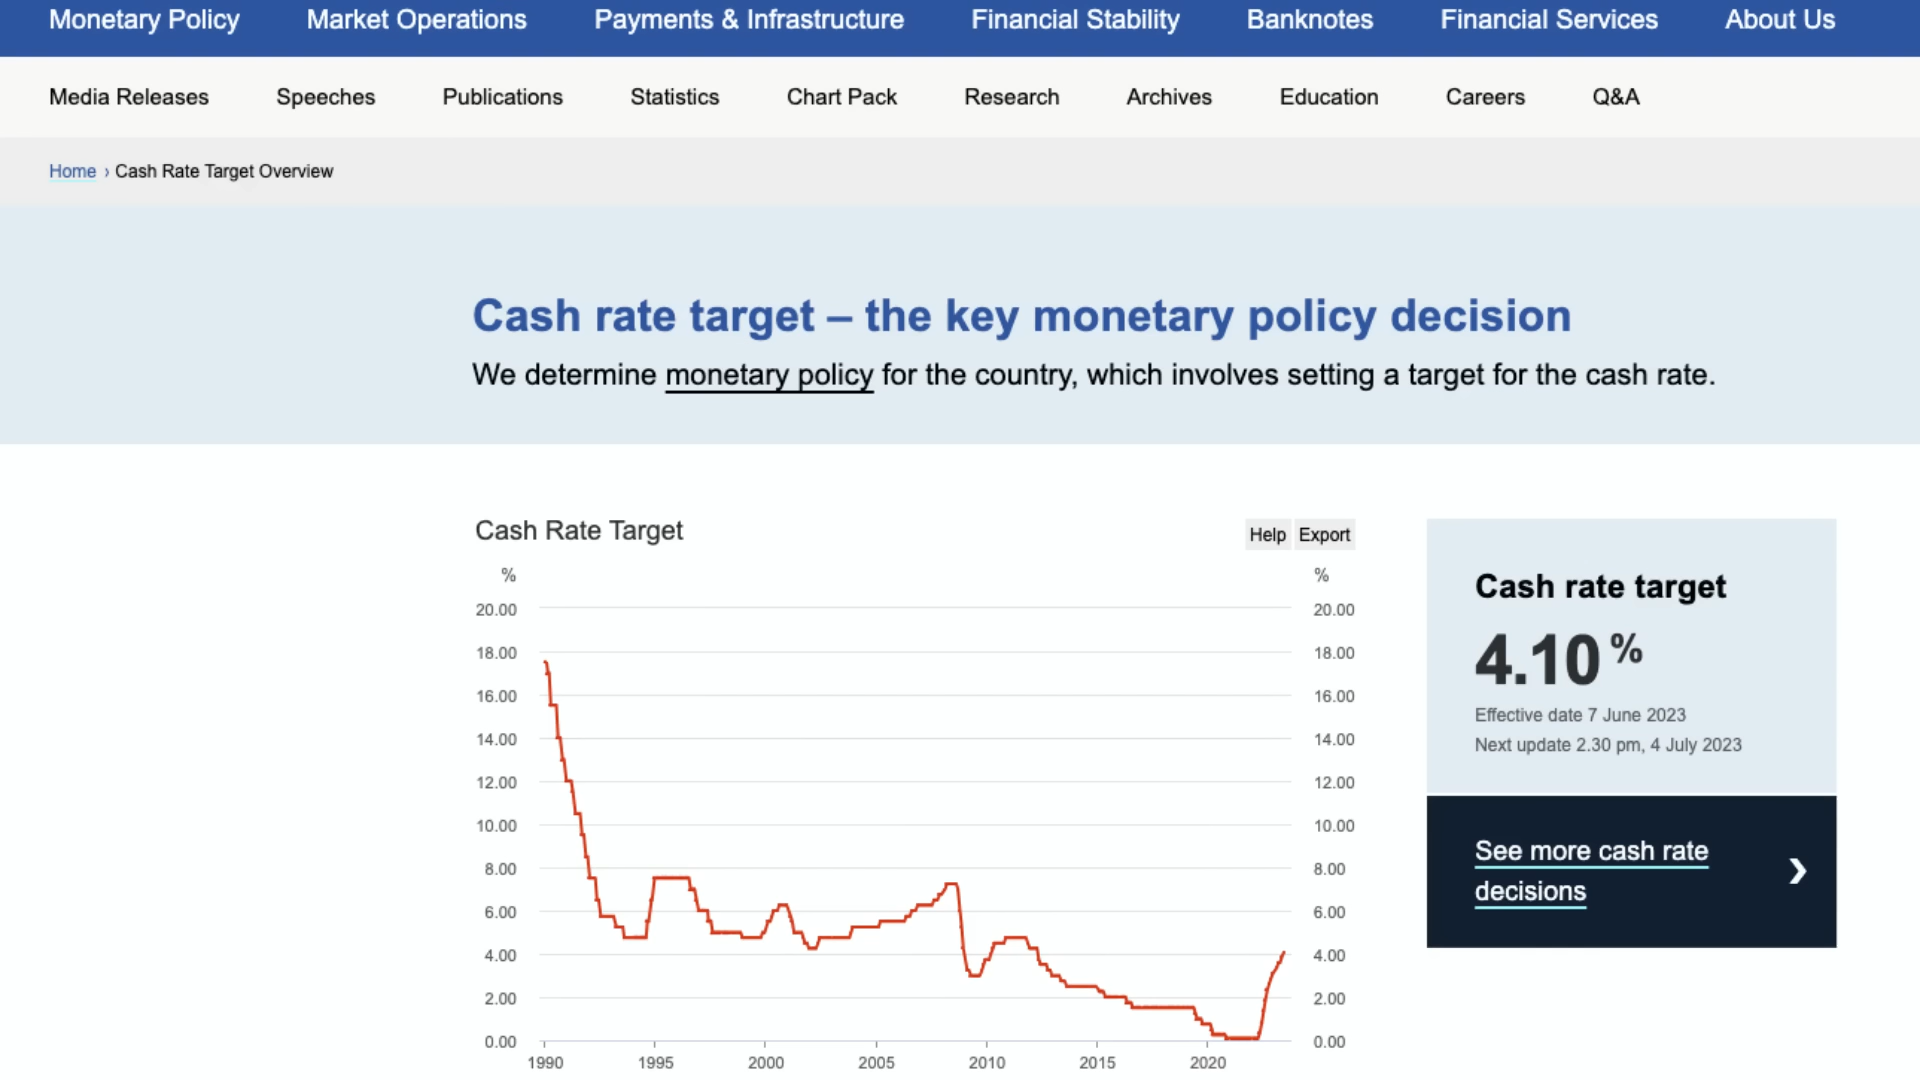 Monetary Policy Market Operations Payments & Infrastructure Financial Stability Banknotes Financial Services About Us
Media Releases Speeches Publications Statistics Chart Pack Research Archives Education Careers Q&A
Home › Cash Rate Target Overview
Cash rate target – the key monetary policy decision
We determine monetary policy for the country, which involves setting a target for the cash rate.
Cash Rate Target Help Export
% %
20.00 20.00
18.00 18.00
16.00 16.00
14.00 14.00
12.00 12.00
10.00 10.00
8.00 8.00
6.00 6.00
4.00 4.00
2.00 2.00
0.00 0.00
1990 1995 2000 2005 2010 2015 2020
Cash rate target
4.10 %
Effective date 7 June 2023
Next update 2.30 pm, 4 July 2023
See more cash rate
decisions ❯